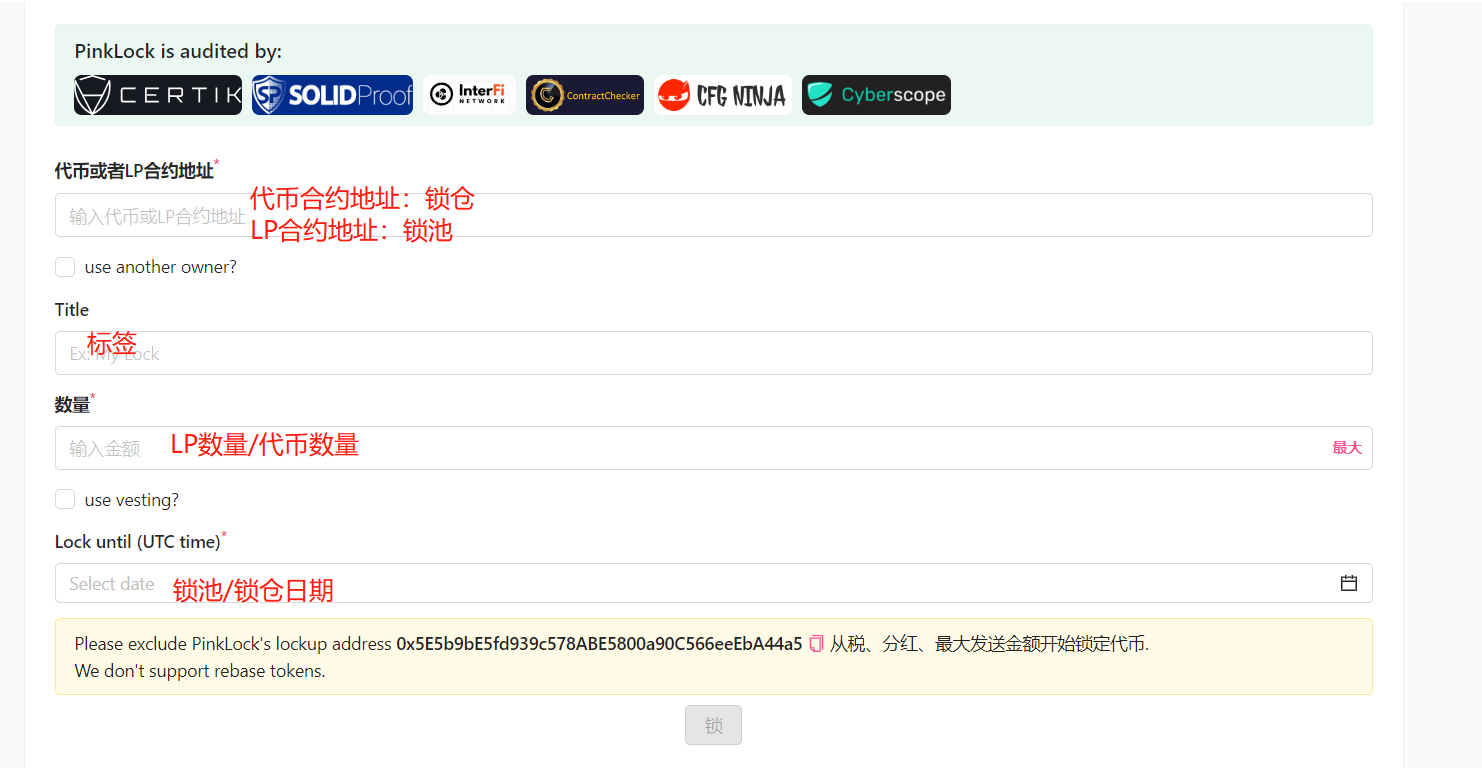 PinkLock is audited by:
CERTIK SOLIDProof InterFi NETWORK ContractChecker CFG NINJA Cyberscope
代币或者LP合约地址*
输入代币或LP合约地址
代币合约地址：锁仓
LP合约地址：锁池
use another owner?
Title
Ex: My Lock
标签
数量*
输入金额 LP数量/代币数量 最大
use vesting?
Lock until (UTC time)*
Select date 锁池/锁仓日期
Please exclude PinkLock's lockup address 0x5E5b9bE5fd939c578ABE5800a90C566eeEbA44a5 从税、分红、最大发送金额开始锁定代币.
We don't support rebase tokens.
锁